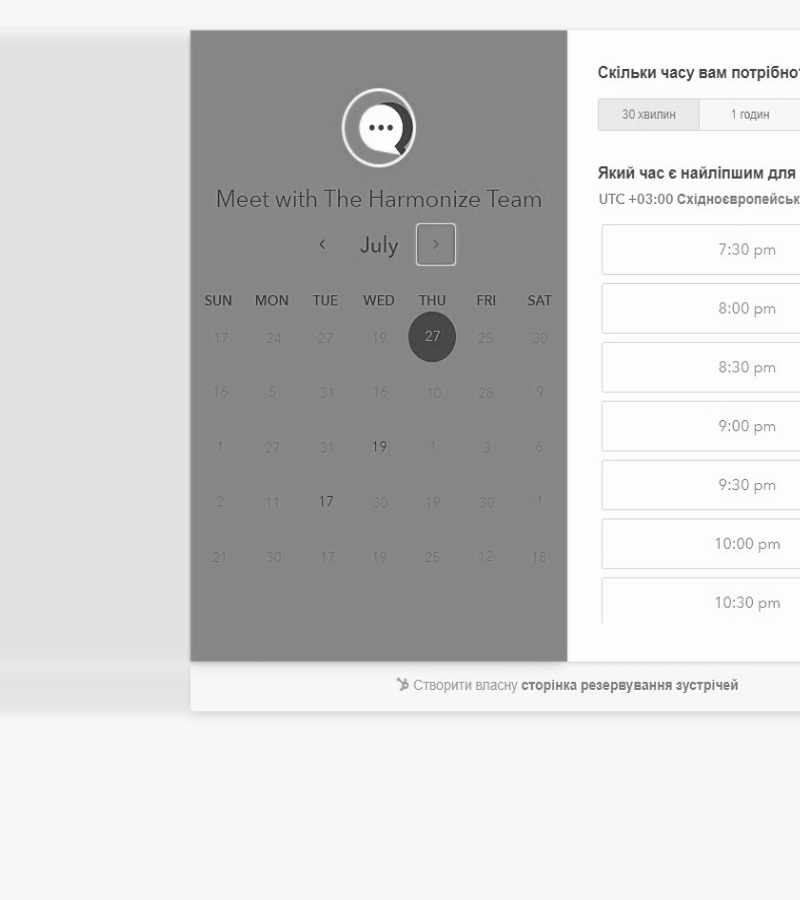 Meet with The Harmonize Team
July
SUN MON TUE WED THU FRI SAT
17 24 27 19 27 25 30
16 5 31 16 10 28 9
1 27 31 19 1 3 6
2 11 17 30 19 30 1
21 30 17 19 25 12 18
Скільки часу вам потрібно
30 хвилин 1 годин
Який час є найліпшим для
UTC +03:00 Східноєвропейськ
7:30 pm
8:00 pm
8:30 pm
9:00 pm
9:30 pm
10:00 pm
10:30 pm
Створити власну сторінка резервування зустрічей